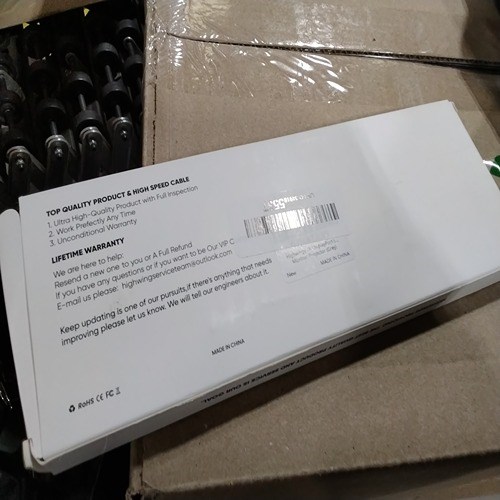 TOP QUALITY PRODUCT & HIGH SPEED CABLE
1. Ultra High-Quality Product with Full Inspection
2. Work Prefectly Any Time
3. Unconditional Warranty
LIFETIME WARRANTY
We are here to help:
Resend a new one to you or A Full Refund
If you have any questions or if you want to be Our VIP C
E-mail us please: highwingserviceteam@outlook.com
Keep updating is one of our pursuits,if there's anything that needs
improving please let us know. We will tell our engineers about it.
MADE IN CHINA
RoHS CE FC
New
MADE IN CHINA